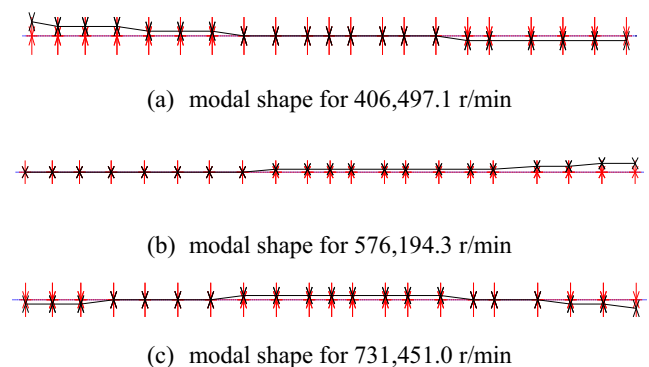 (a) modal shape for 406,497.1 r/min
(b) modal shape for 576,194.3 r/min
(c) modal shape for 731,451.0 r/min